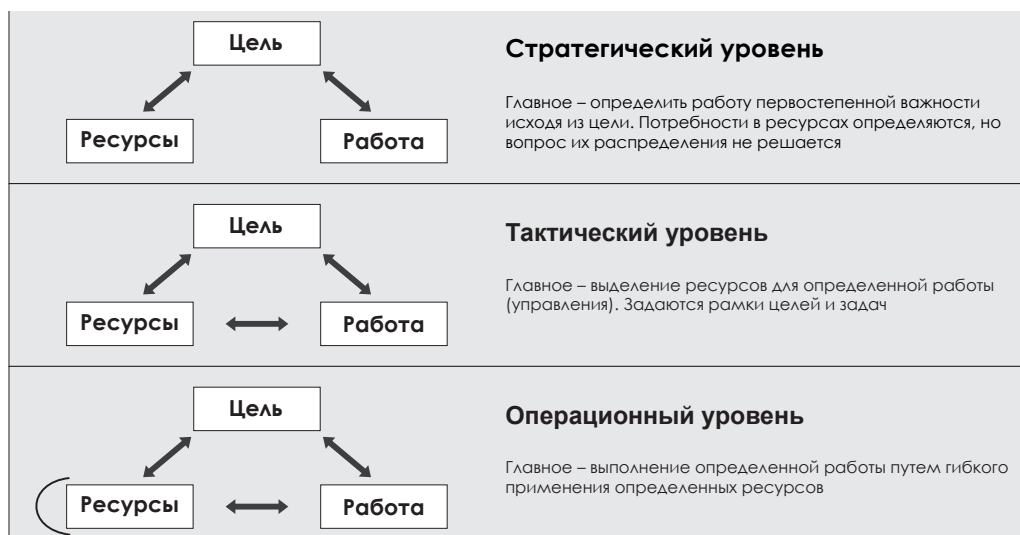 Цель
Ресурсы
Работа
Стратегический уровень
Главное – определить работу первостепенной важности
исходя из цели. Потребности в ресурсах определяются, но
вопрос их распределения не решается
Цель
Ресурсы
Работа
Тактический уровень
Главное – выделение ресурсов для определенной работы
(управления). Задаются рамки целей и задач
Цель
Ресурсы
Работа
Операционный уровень
Главное – выполнение определенной работы путем гибкого
применения определенных ресурсов